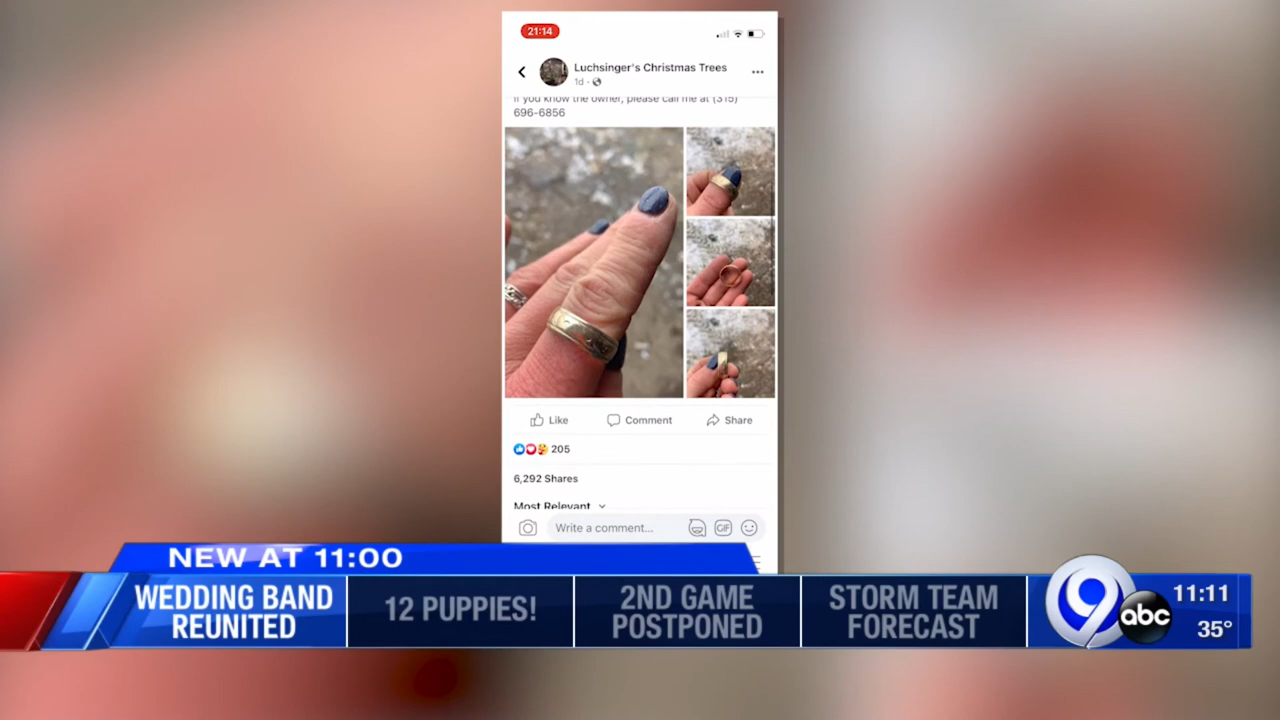 21:14
Luchsinger's Christmas Trees
1d
If you know the owner, please call me at (315)
696-6856
Like
Comment
Share
205
6,292 Shares
Most Relevant
Write a comment...
GIF
NEW AT 11:00
WEDDING BAND
REUNITED
12 PUPPIES!
2ND GAME
POSTPONED
STORM TEAM
FORECAST
9
abc
11:11
35°